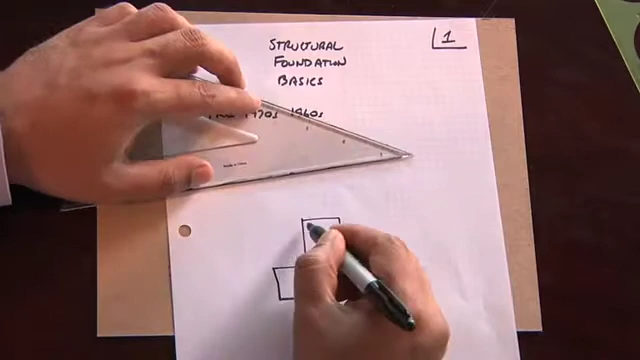 STRUCTURAL
FOUNDATION
BASICS
1
1960s